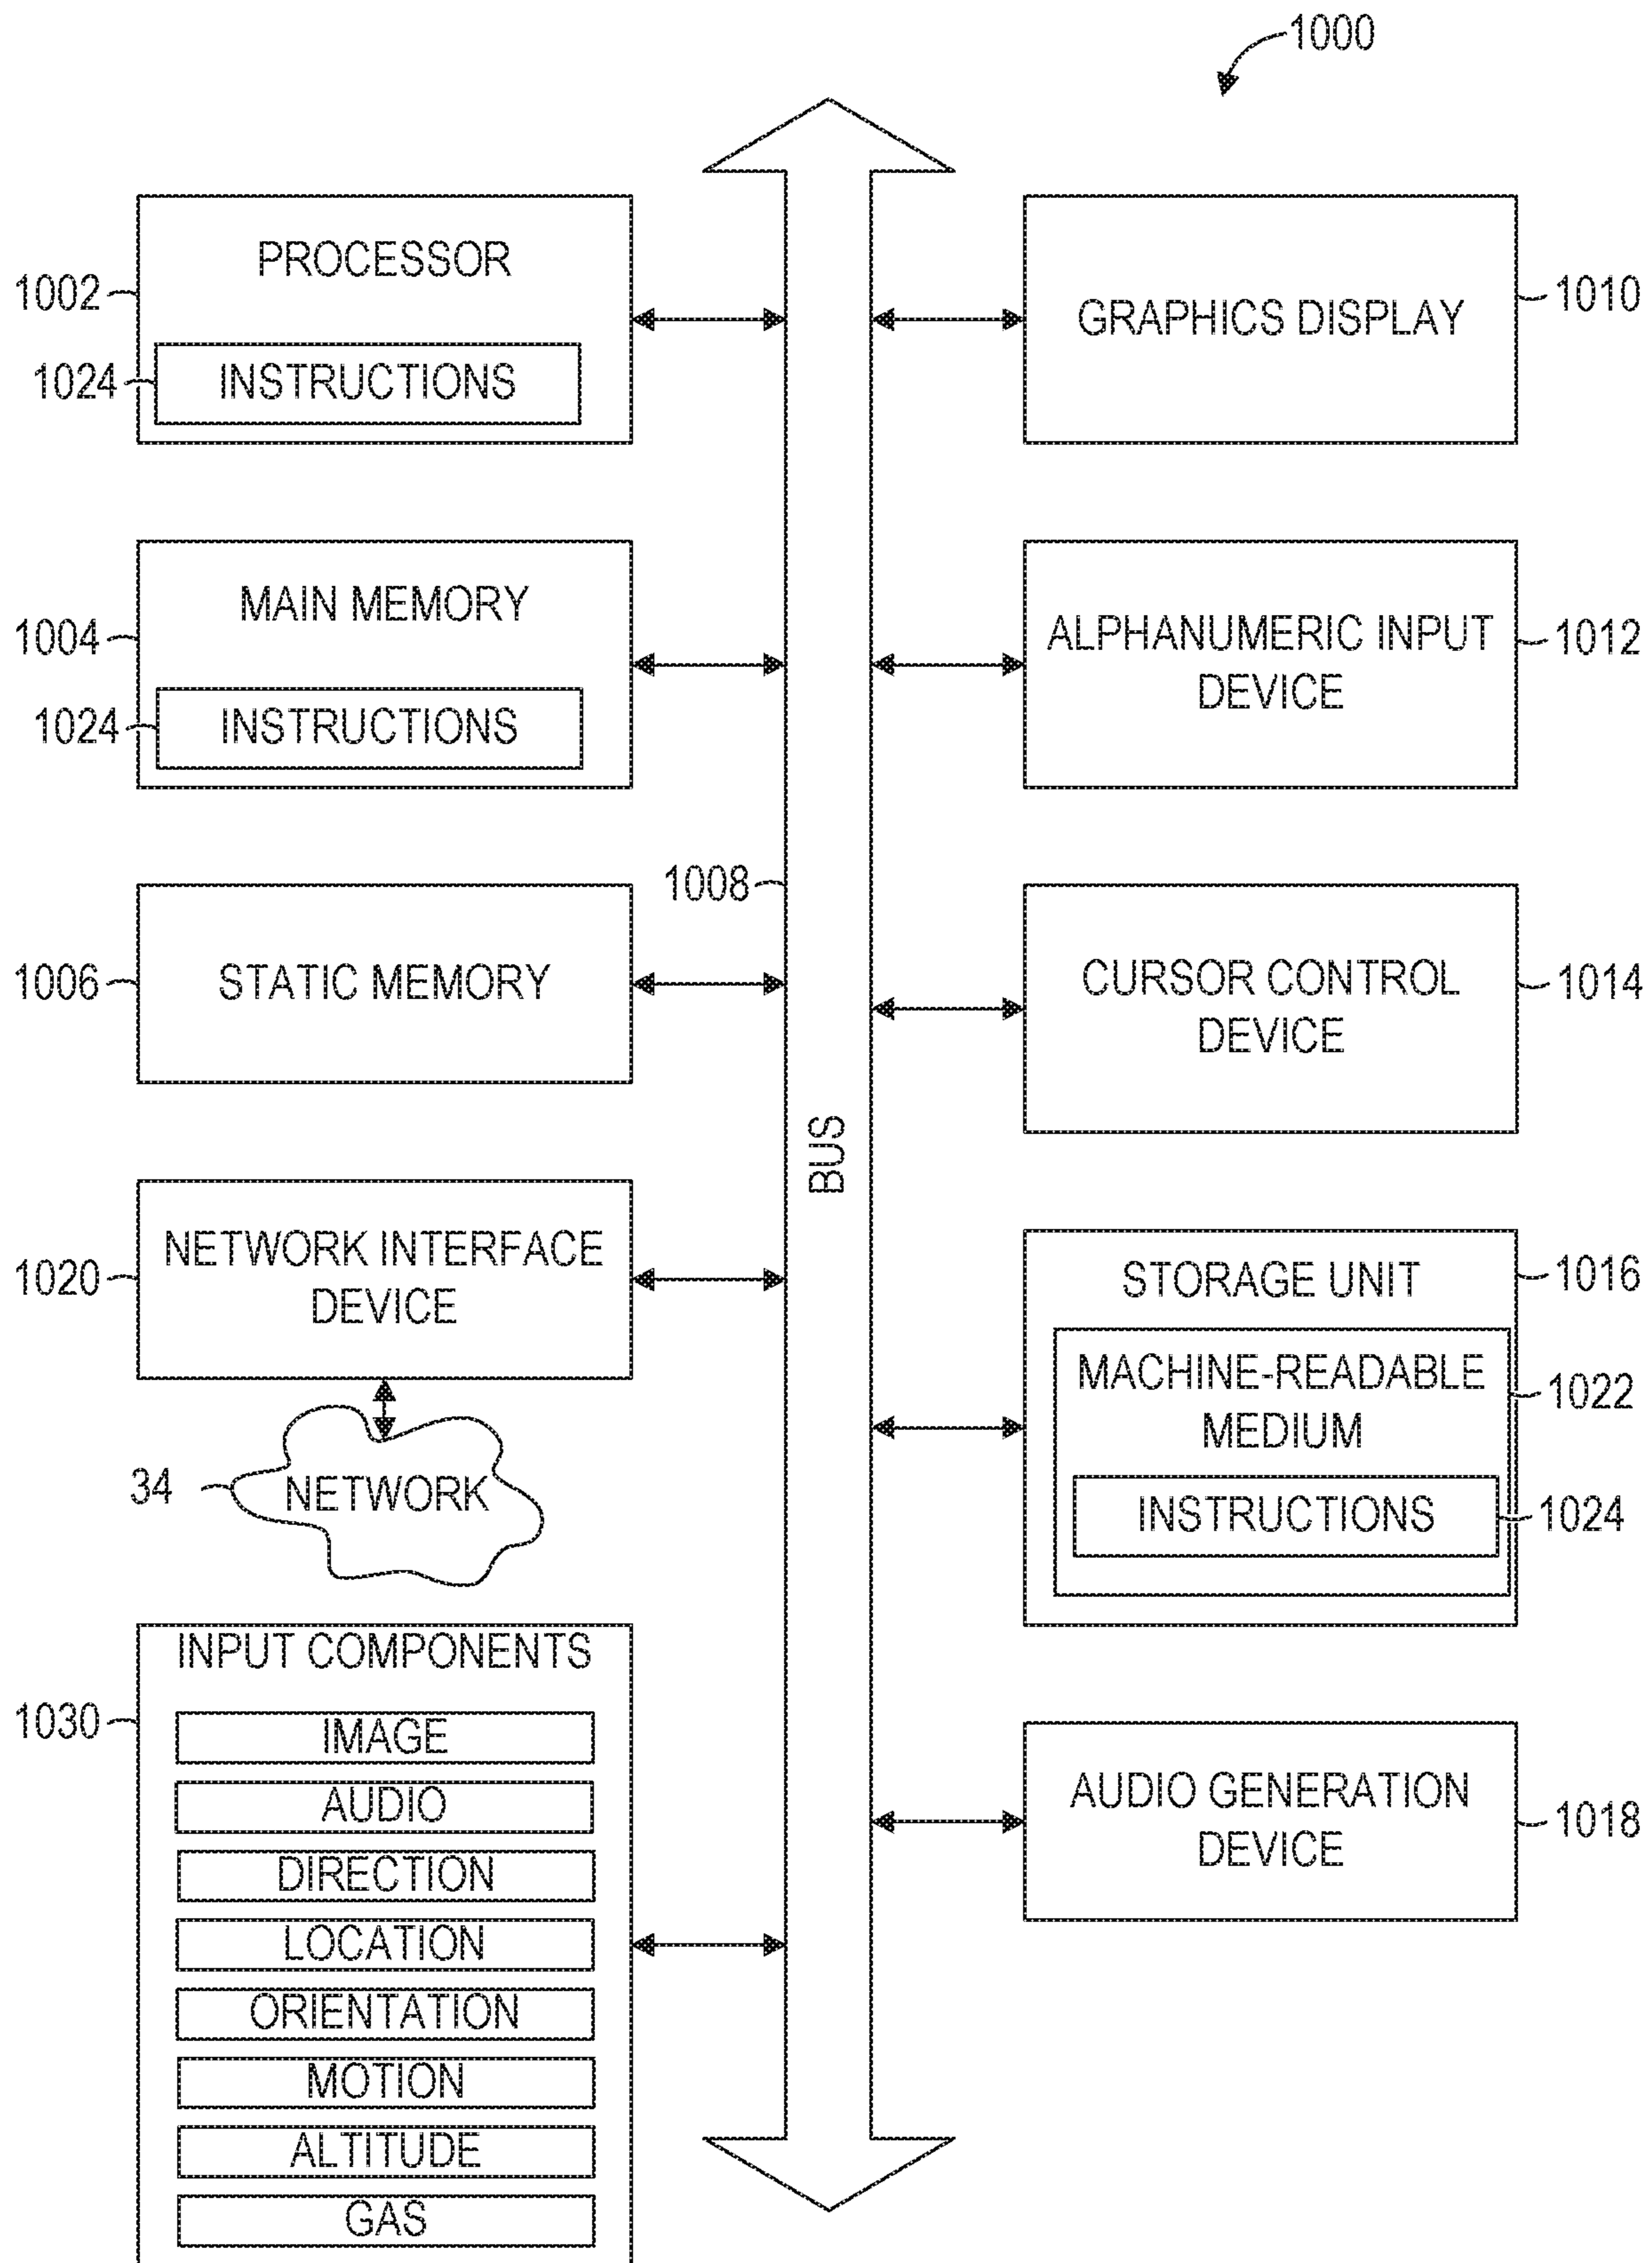 1000
PROCESSOR
1002
1024
INSTRUCTIONS
MAIN MEMORY
1004
1024
INSTRUCTIONS
STATIC MEMORY
1006
NETWORK INTERFACE
DEVICE
1020
NETWORK
34
INPUT COMPONENTS
1030
IMAGE
AUDIO
DIRECTION
LOCATION
ORIENTATION
MOTION
ALTITUDE
GAS
1008
BUS
GRAPHICS DISPLAY
1010
ALPHANUMERIC INPUT
DEVICE
1012
CURSOR CONTROL
DEVICE
1014
STORAGE UNIT
1016
MACHINE-READABLE
MEDIUM
1022
INSTRUCTIONS
1024
AUDIO GENERATION
DEVICE
1018